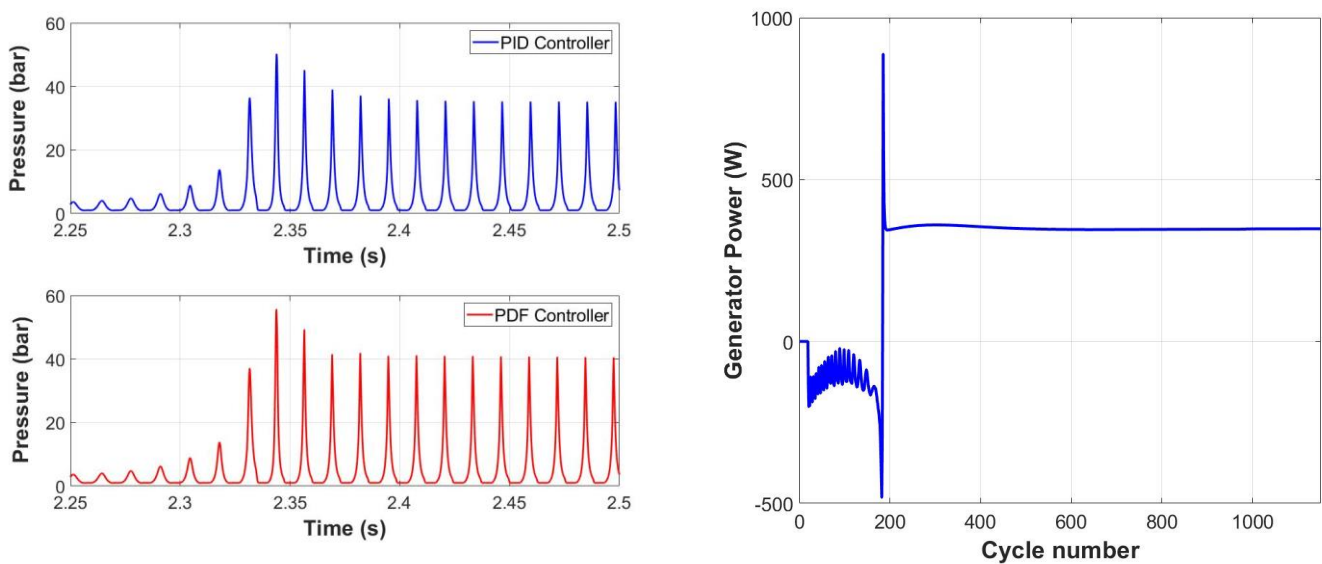 60
40
20
0
Pressure (bar)
PID Controller
2.25 2.3 2.35 2.4 2.45 2.5
Time (s)
60
40
20
0
Pressure (bar)
PDF Controller
2.25 2.3 2.35 2.4 2.45 2.5
Time (s)
1000
500
0
-500
Generator Power (W)
0 200 400 600 800 1000
Cycle number